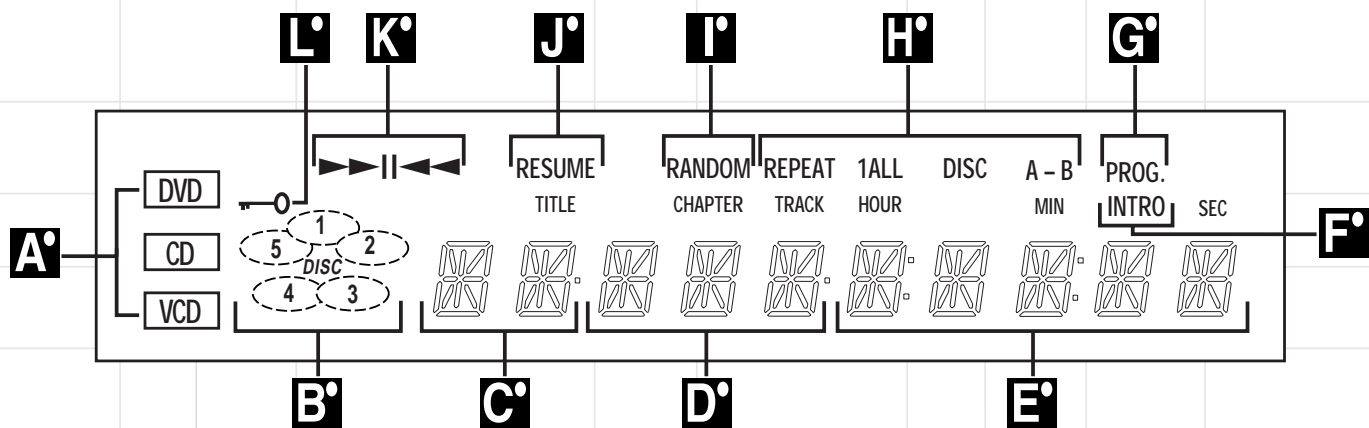 L• K• J• I• H• G•
RESUME RANDOM REPEAT 1ALL DISC A – B PROG.
DVD TITLE CHAPTER TRACK HOUR MIN INTRO SEC
1
A• CD 5 2 F•
DISC
4 3
VCD
B• C• D• E•